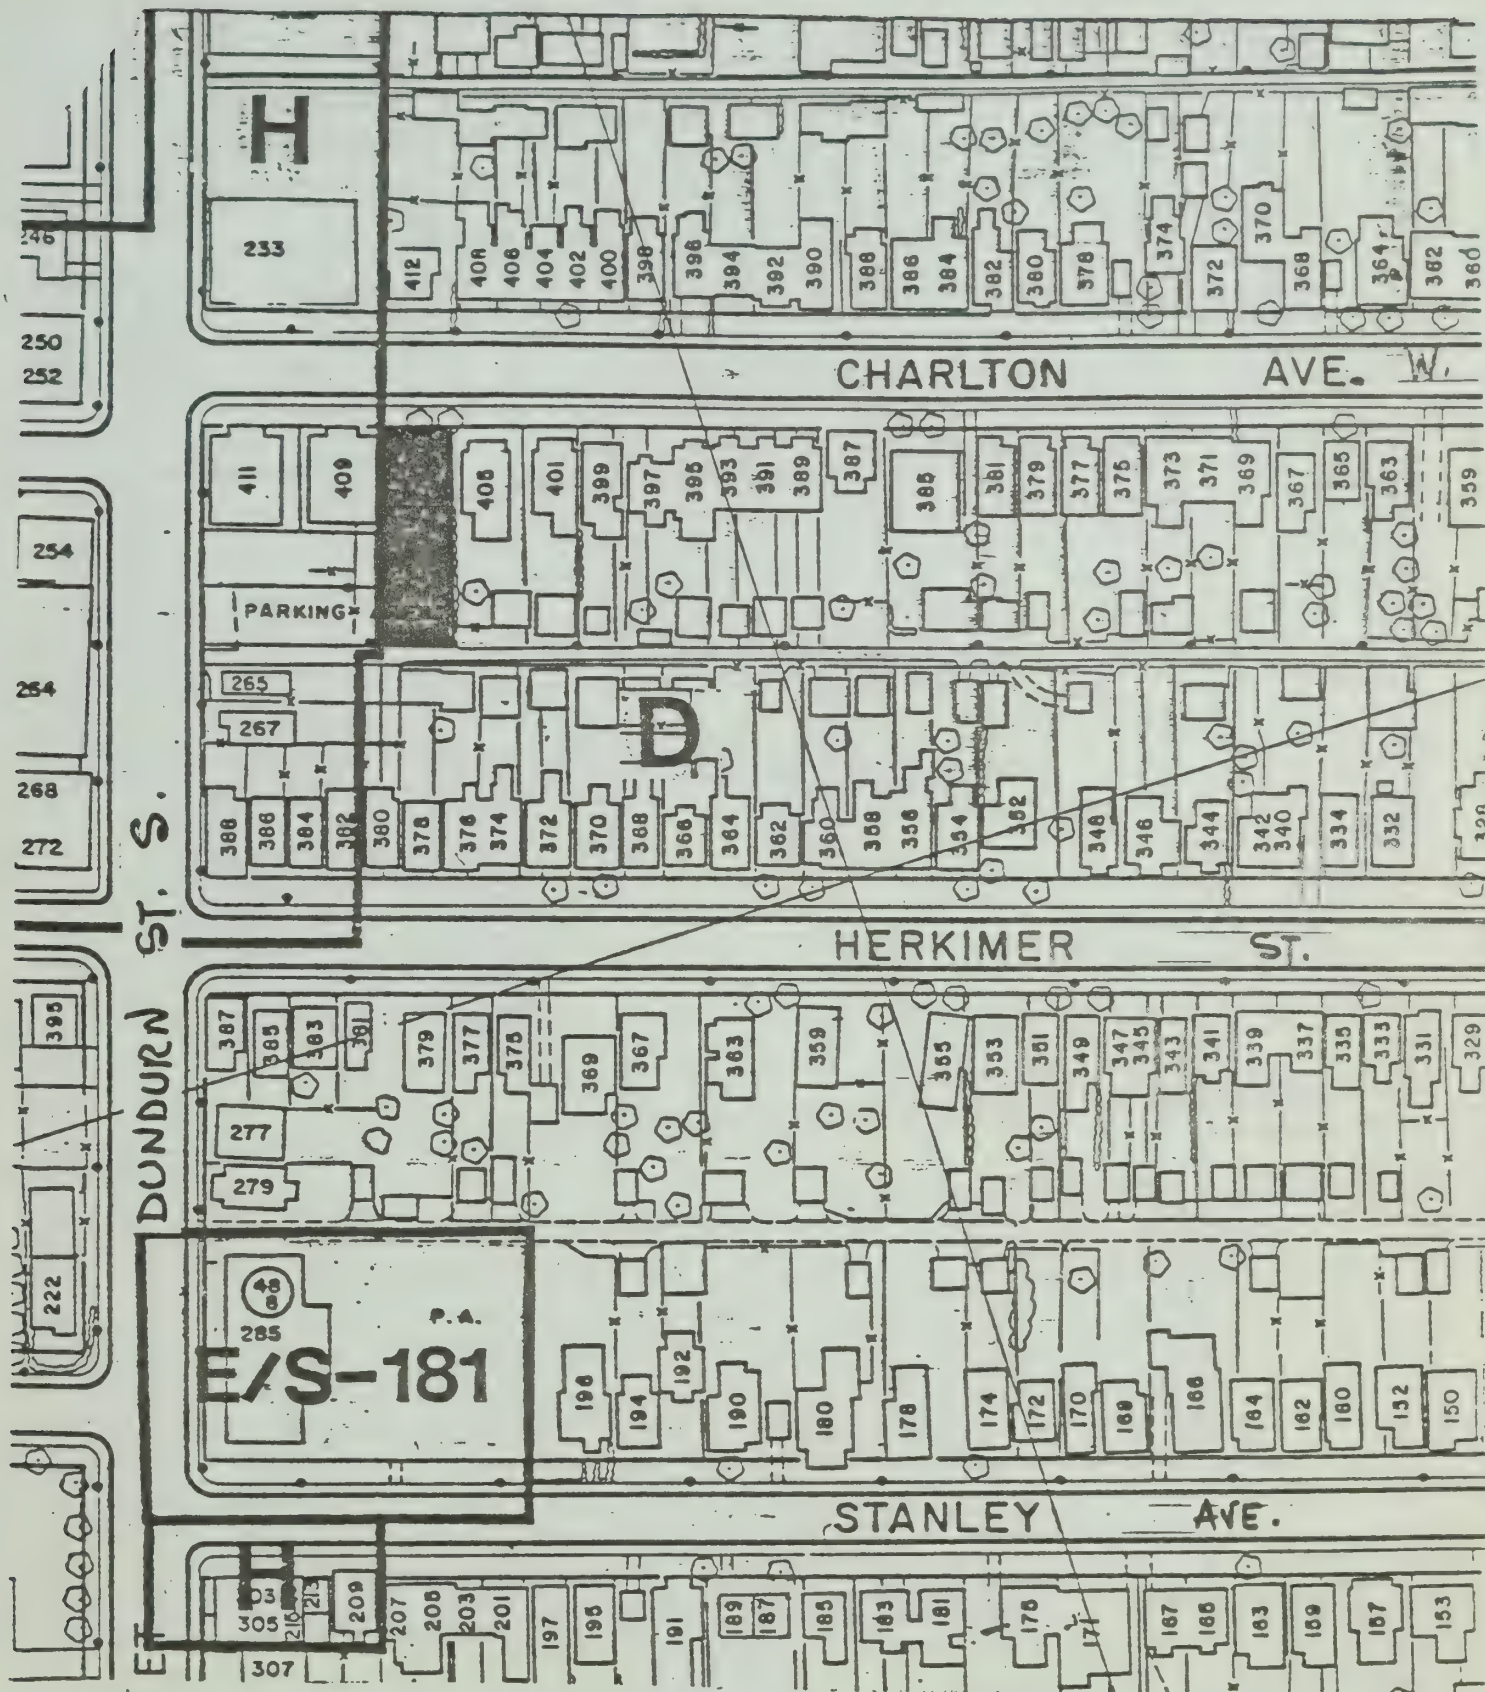 H
246
233
412 408 406 404 402 400 398 396 394 392 390 388 386 384 382 380 378 374 372 370 368 364 362 360
250
252
CHARLTON AVE. W.
411 409 405 401 399 397 395 393 391 389 387 385 381 379 377 375 373 371 369 367 365 363 359
254
PARKING
264
265
267
D
268
272
388 386 384 382 380 378 376 374 372 370 368 366 364 362 360 358 356 354 352 348 346 344 342 340 334 332
DUNDURN ST. S.
HERKIMER ST.
395
387 385 383 381 379 377 375 369 367 363 359 355 353 351 349 347 345 343 341 339 337 335 333 331 329
277
279
222
285
P.A.
E/S-181
196 194 192 190 180 178 174 172 170 168 166 164 162 160 152 150
STANLEY AVE.
H
305
307
213 209 207 205 203 201 197 195 191 189 187 185 183 181 175 171 167 165 163 159 157 153